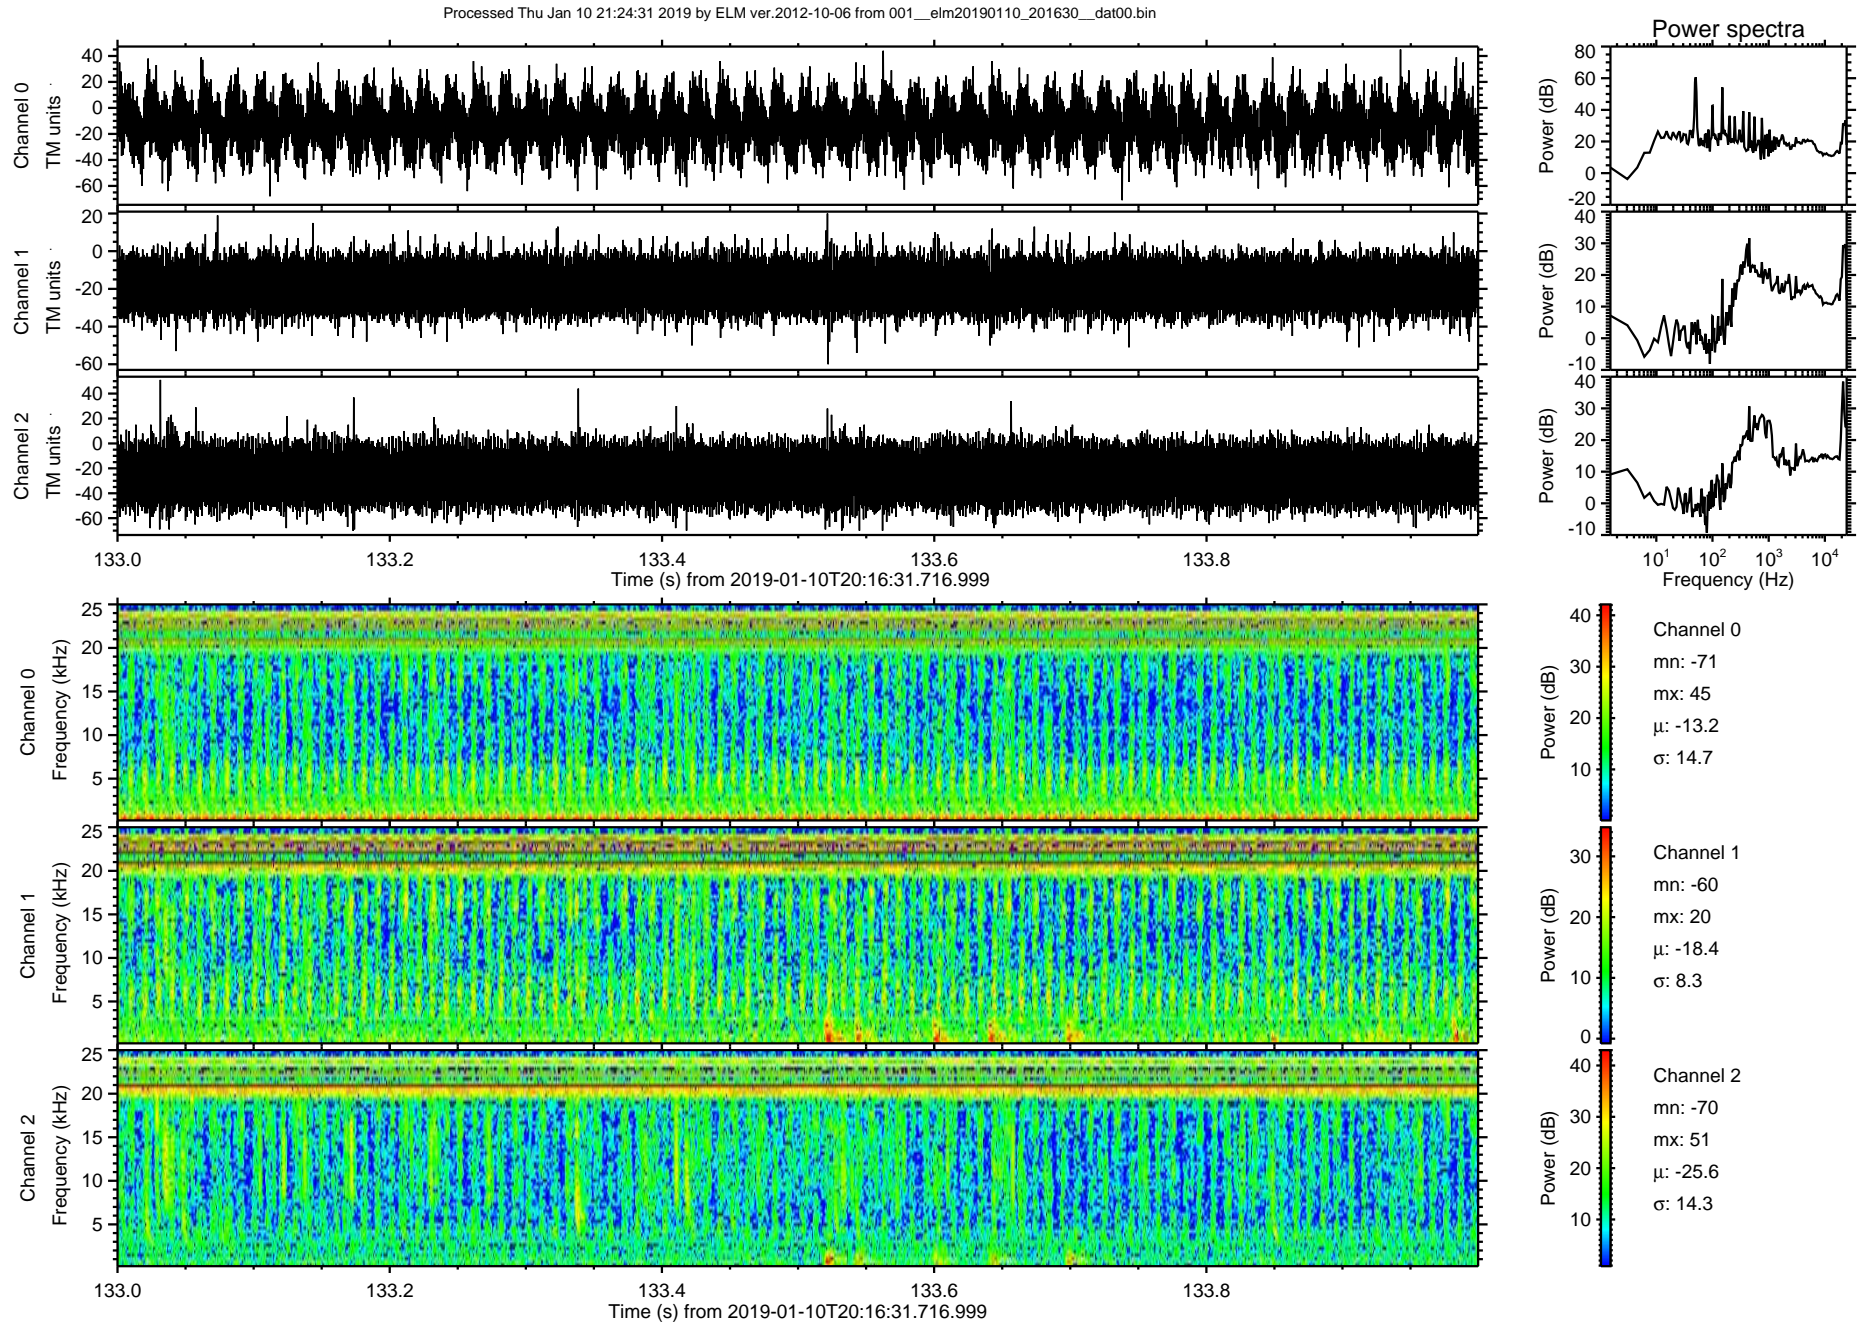 Processed Thu Jan 10 21:24:31 2019 by ELM ver.2012-10-06 from 001__elm20190110_201630__dat00.bin
Power spectra
Channel 0
TM units
40
20
0
-20
-40
-60
Power (dB)
80
60
40
20
0
-20
Channel 1
TM units
20
0
-20
-40
-60
Power (dB)
40
30
20
10
0
-10
Channel 2
TM units
40
20
0
-20
-40
-60
Power (dB)
40
30
20
10
0
-10
133.0 133.2 133.4 133.6 133.8
Time (s) from 2019-01-10T20:16:31.716.999
10^1 10^2 10^3 10^4
Frequency (Hz)
Channel 0
Frequency (kHz)
25
20
15
10
5
Power (dB)
40
30
20
10
Channel 0
mn: -71
mx: 45
μ: -13.2
σ: 14.7
Channel 1
Frequency (kHz)
25
20
15
10
5
Power (dB)
30
20
10
0
Channel 1
mn: -60
mx: 20
μ: -18.4
σ: 8.3
Channel 2
Frequency (kHz)
25
20
15
10
5
Power (dB)
40
30
20
10
Channel 2
mn: -70
mx: 51
μ: -25.6
σ: 14.3
133.0 133.2 133.4 133.6 133.8
Time (s) from 2019-01-10T20:16:31.716.999